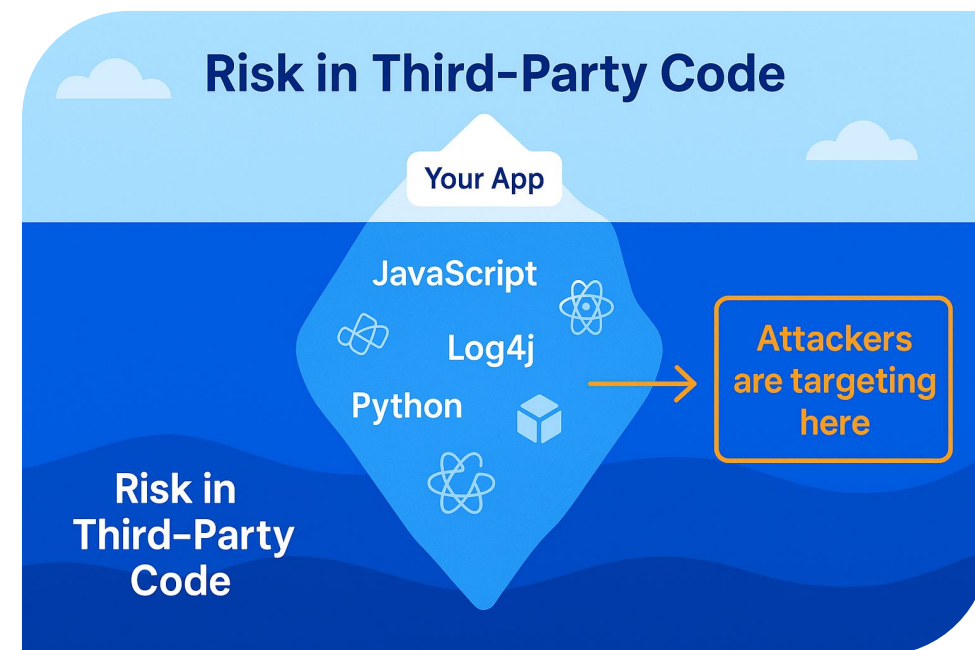 Risk in Third-Party Code
Your App
JavaScript
Log4j
Python
Attackers
are targeting
here
Risk in
Third-Party
Code